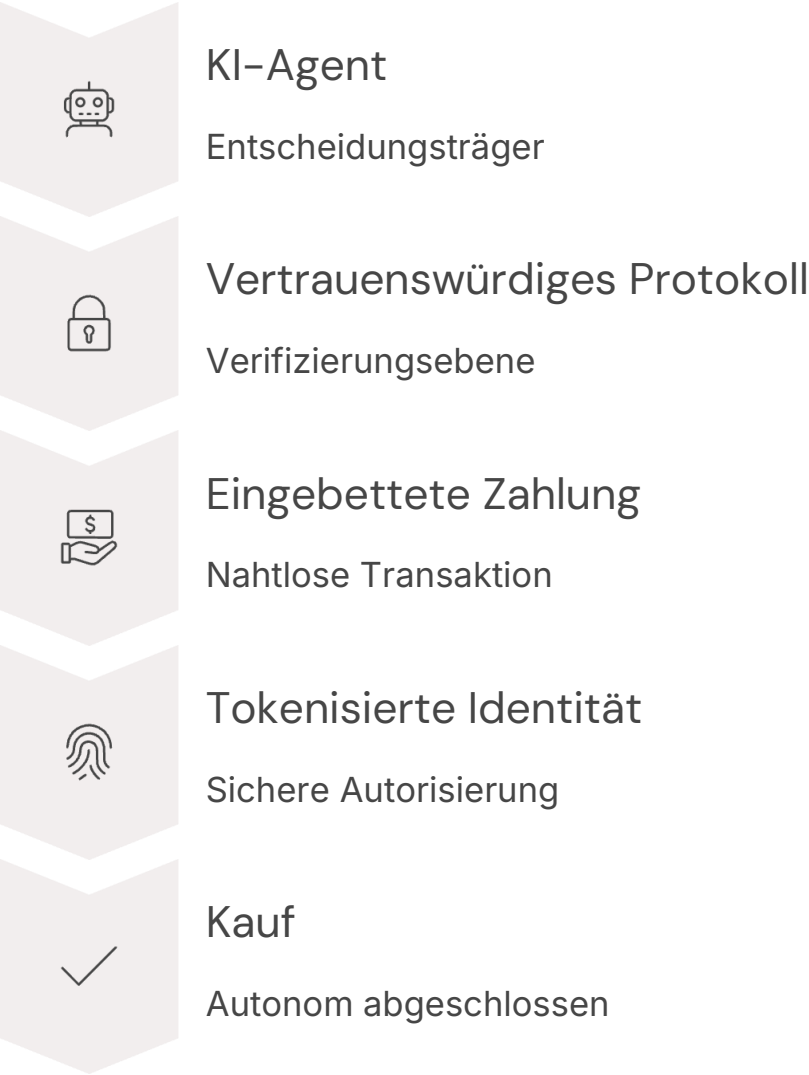 KI-Agent
Entscheidungsträger
Vertrauenswürdiges Protokoll
Verifizierungsebene
$
Eingebettete Zahlung
Nahtlose Transaktion
Tokenisierte Identität
Sichere Autorisierung
Kauf
Autonom abgeschlossen